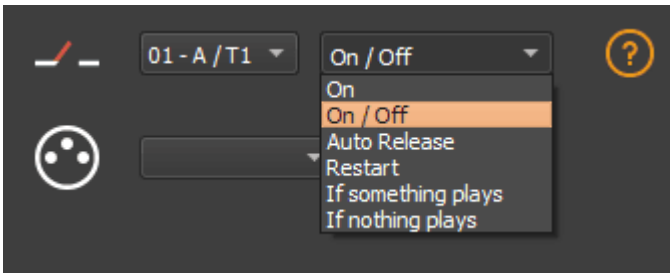 01 - A / T1
On / Off
?
On
On / Off
Auto Release
Restart
If something plays
If nothing plays